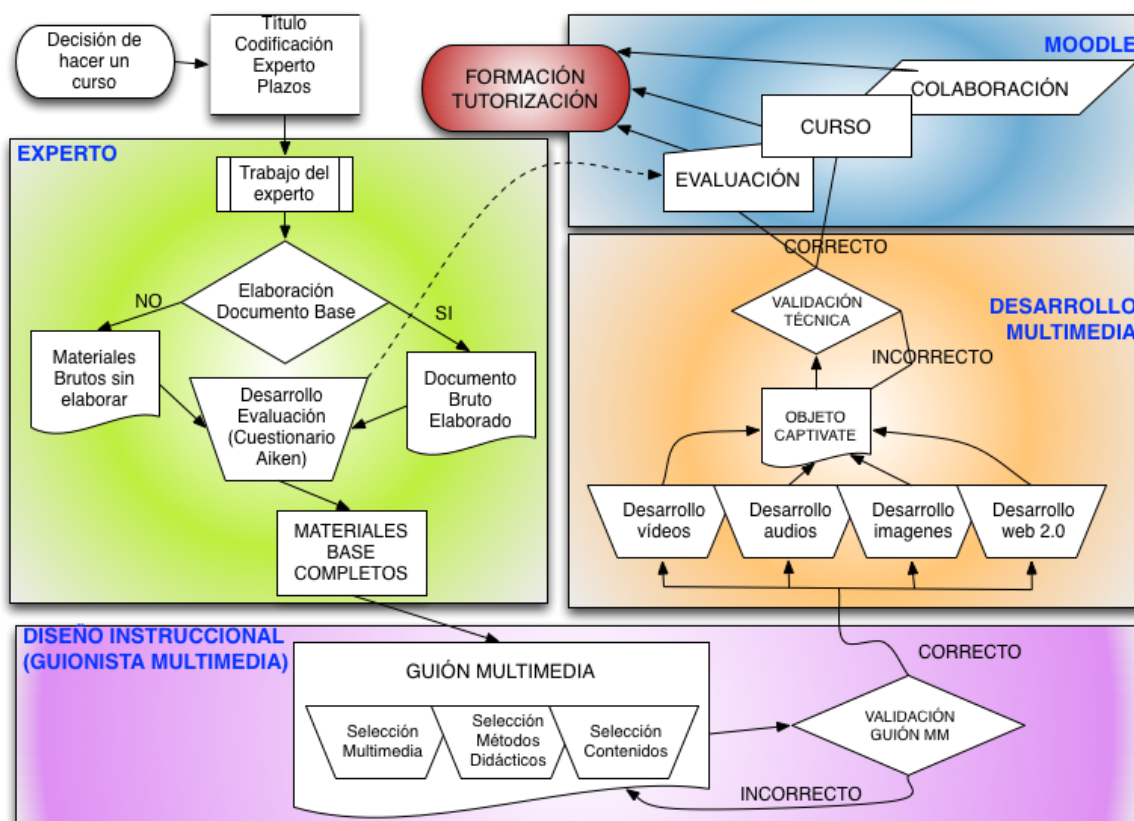 Decisión de
hacer un
curso
Título
Codificación
Experto
Plazos
MOODLE
FORMACIÓN
TUTORIZACIÓN
COLABORACIÓN
CURSO
EVALUACIÓN
EXPERTO
Trabajo del
experto
Elaboración
Documento Base
NO
SI
Materiales
Brutos sin
elaborar
Desarrollo
Evaluación
(Cuestionario
Aiken)
Documento
Bruto
Elaborado
MATERIALES
BASE
COMPLETOS
CORRECTO
VALIDACIÓN
TÉCNICA
DESARROLLO
MULTIMEDIA
INCORRECTO
OBJETO
CAPTIVATE
Desarrollo
vídeos
Desarrollo
audios
Desarrollo
imagenes
Desarrollo
web 2.0
DISEÑO INSTRUCCIONAL
(GUIONISTA MULTIMEDIA)
GUIÓN MULTIMEDIA
Selección
Multimedia
Selección
Métodos
Didácticos
Selección
Contenidos
CORRECTO
VALIDACIÓN
GUIÓN MM
INCORRECTO